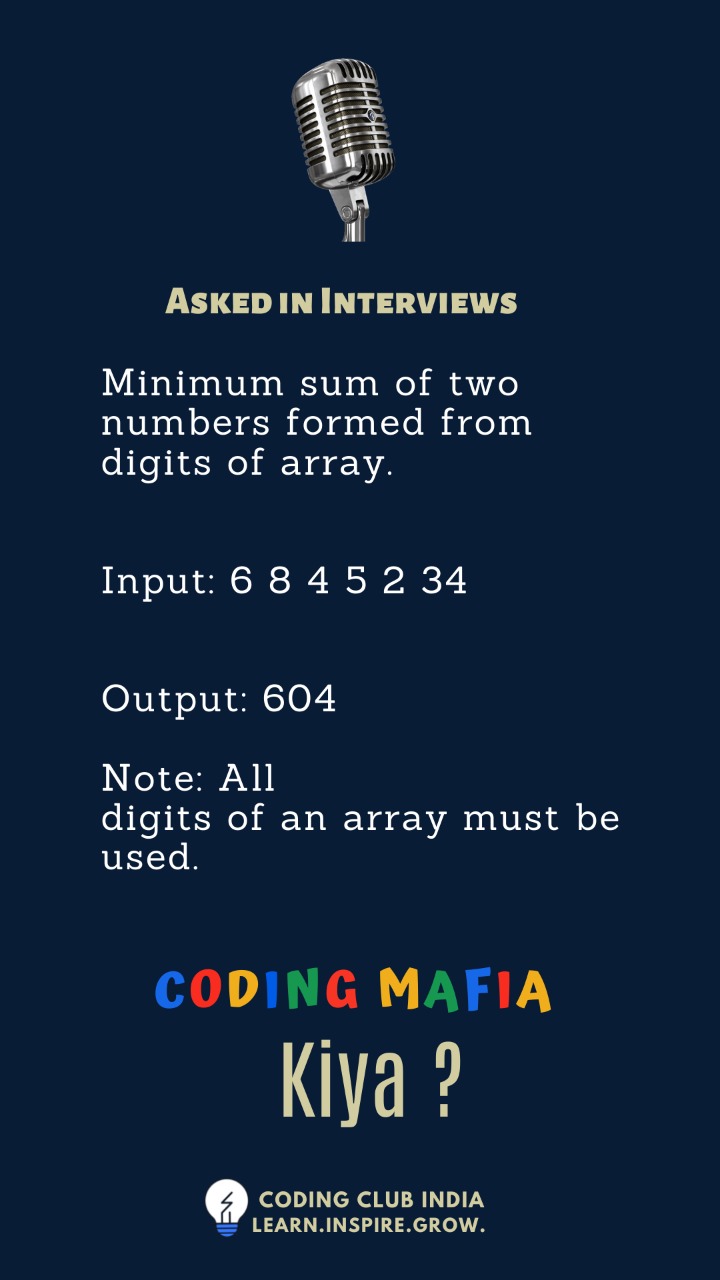 Asked in Interviews
Minimum sum of two
numbers formed from
digits of array.
Input: 6 8 4 5 2 34
Output: 604
Note: All
digits of an array must be
used.
CODING MAFIA
Kiya ?
CODING CLUB INDIA
LEARN.INSPIRE.GROW.